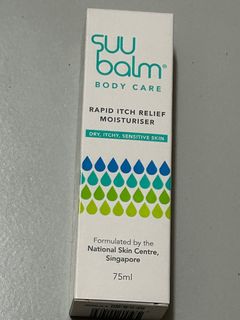 suu
balm®
BODY CARE
RAPID ITCH RELIEF
MOISTURISER
DRY, ITCHY, SENSITIVE SKIN
Formulated by the
National Skin Centre,
Singapore
75ml